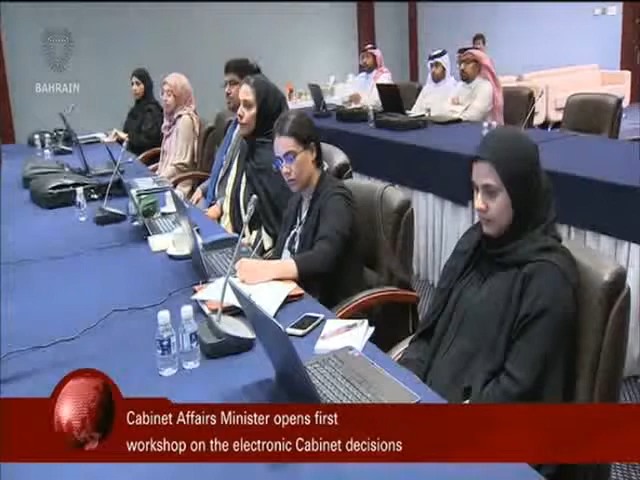 BAHRAIN
Cabinet Affairs Minister opens first
workshop on the electronic Cabinet decisions